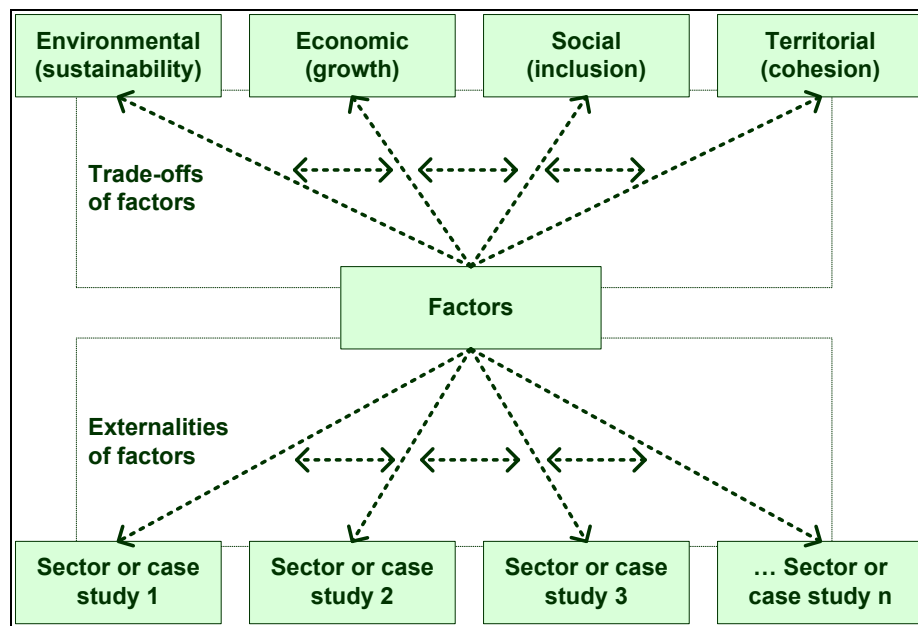 Environmental
(sustainability)
Economic
(growth)
Social
(inclusion)
Territorial
(cohesion)
Trade-offs
of factors
Factors
Externalities
of factors
Sector or case
study 1
Sector or case
study 2
Sector or case
study 3
… Sector or
case study n